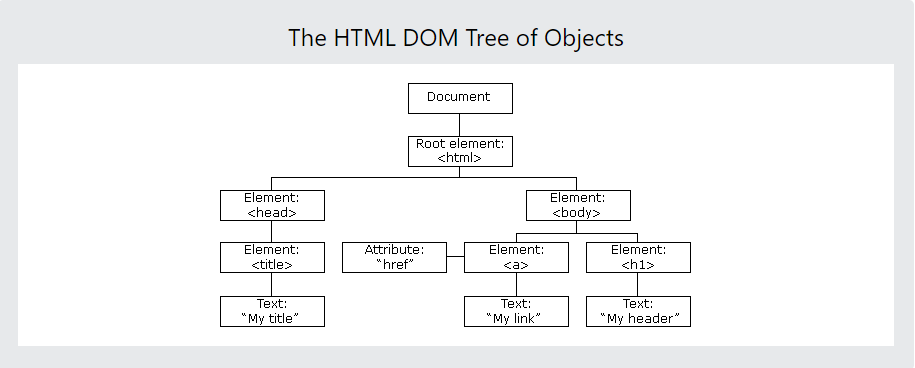 The HTML DOM Tree of Objects
Document
Root element:
<html>
Element:
<head>
Element:
<body>
Element:
<title>
Attribute:
“href”
Element:
<a>
Element:
<h1>
Text:
“My title”
Text:
“My link”
Text:
“My header”